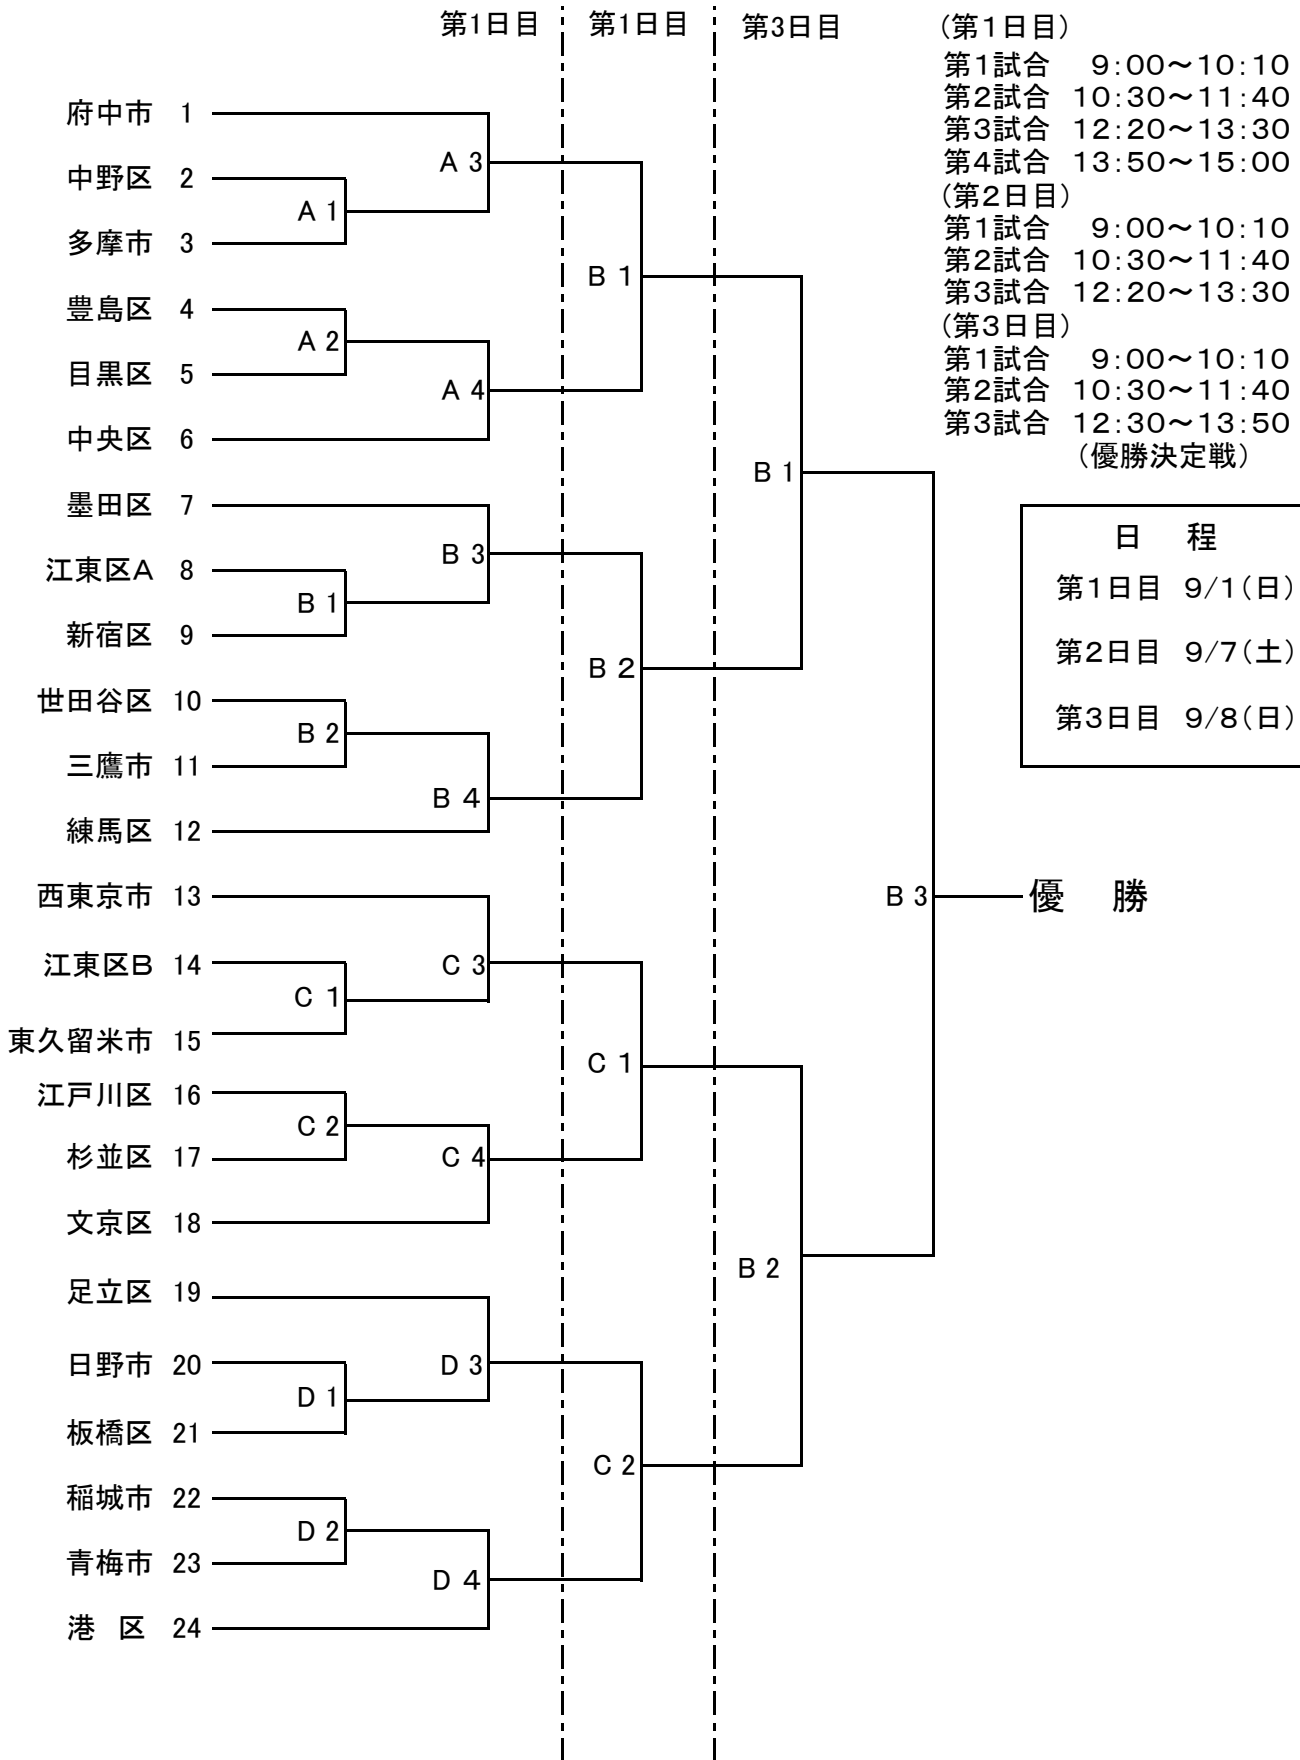 第1日目 第1日目 第3日目
(第1日目)
第1試合 9:00~10:10
第2試合 10:30~11:40
第3試合 12:20~13:30
第4試合 13:50~15:00
(第2日目)
第1試合 9:00~10:10
第2試合 10:30~11:40
第3試合 12:20~13:30
(第3日目)
第1試合 9:00~10:10
第2試合 10:30~11:40
第3試合 12:30~13:50
(優勝決定戦)
日 程
第1日目 9/1(日)
第2日目 9/7(土)
第3日目 9/8(日)
府中市 1
A 3
中野区 2
A 1
多摩市 3
B 1
豊島区 4
A 2
目黒区 5
A 4
中央区 6
B 1
墨田区 7
B 3
江東区A 8
B 1
新宿区 9
B 2
世田谷区 10
B 2
三鷹市 11
B 4
練馬区 12
西東京市 13
B 3
優 勝
江東区B 14
C 3
C 1
東久留米市 15
C 1
江戸川区 16
C 2
杉並区 17
C 4
文京区 18
B 2
足立区 19
日野市 20
D 3
D 1
板橋区 21
C 2
稲城市 22
D 2
青梅市 23
D 4
港 区 24